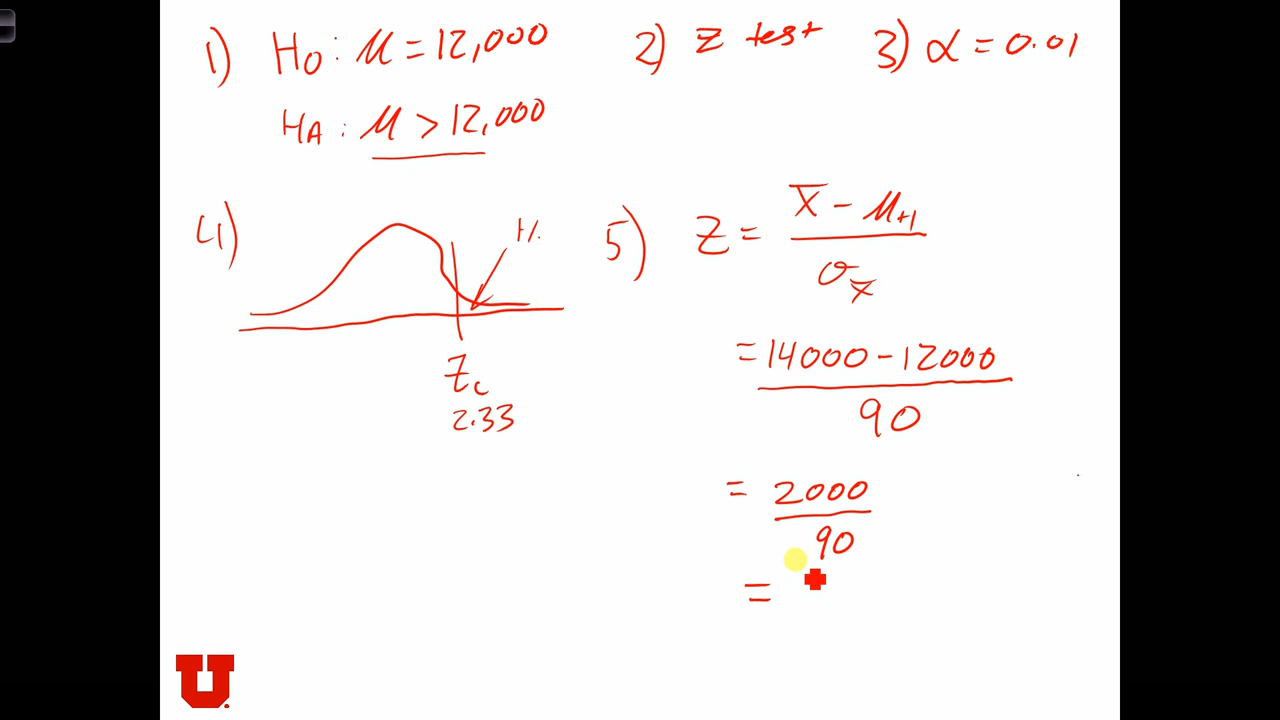 1) H0 : μ = 12,000
HA : μ > 12,000
2) Z test
3) α = 0.01
4)
1%
Zc
2.33
5) Z = X̅ - μH
σX̅
= 14000 - 12000
90
= 2000
90
=
U